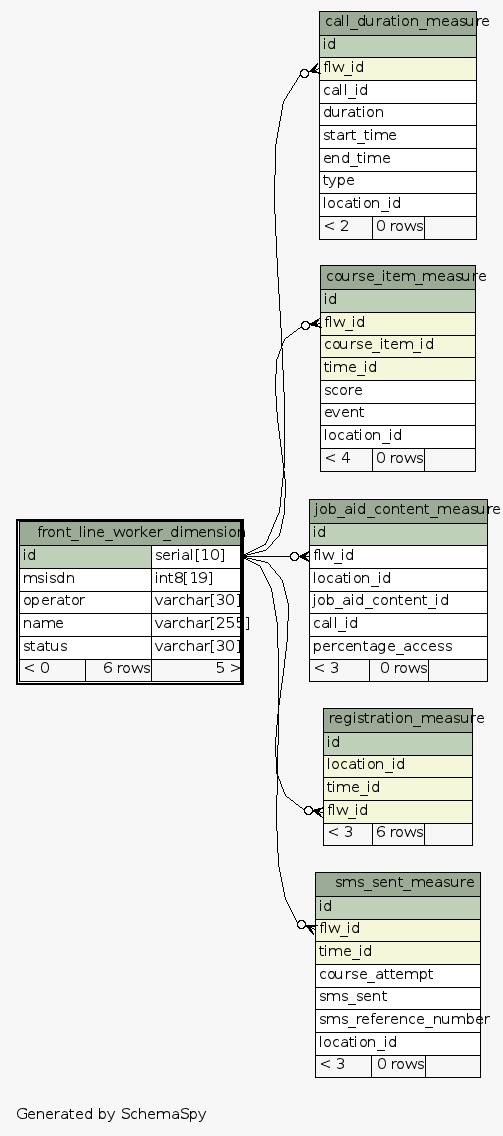 call_duration_measure
id
flw_id
call_id
duration
start_time
end_time
type
location_id
< 2 0 rows
course_item_measure
id
flw_id
course_item_id
time_id
score
event
location_id
< 4 0 rows
front_line_worker_dimension
id serial[10]
msisdn int8[19]
operator varchar[30]
name varchar[255]
status varchar[30]
< 0 6 rows 5 >
job_aid_content_measure
id
flw_id
location_id
job_aid_content_id
call_id
percentage_access
< 3 0 rows
registration_measure
id
location_id
time_id
flw_id
< 3 6 rows
sms_sent_measure
id
flw_id
time_id
course_attempt
sms_sent
sms_reference_number
location_id
< 3 0 rows
Generated by SchemaSpy